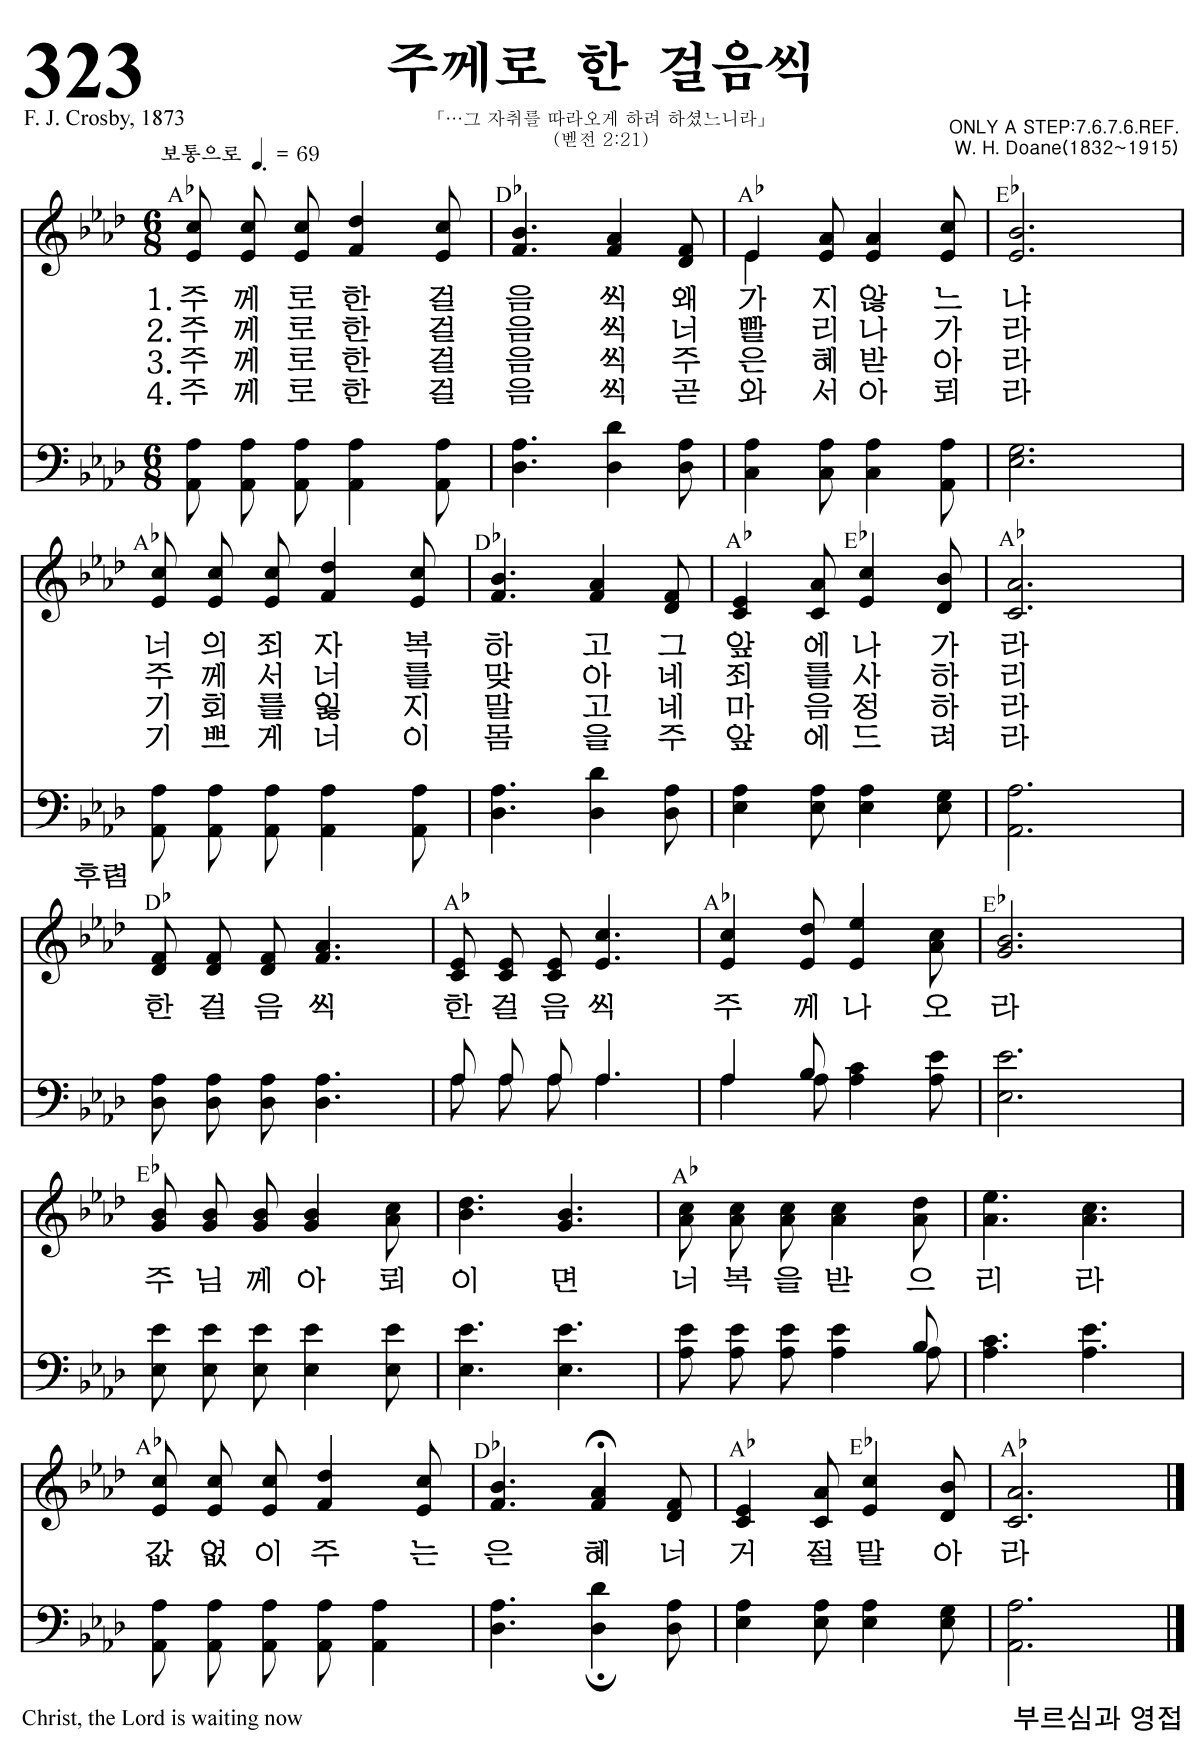 323
주께로 한 걸음씩
F. J. Crosby, 1873
「…그 자취를 따라오게 하려 하셨느니라」
(벧전 2:21)
ONLY A STEP:7.6.7.6.REF.
W. H. Doane(1832~1915)
보통으로 ♩. = 69
A♭ D♭ A♭ E♭
1.주 께 로 한 걸 음 씩 왜 가 지 않 느 냐
2.주 께 로 한 걸 음 씩 너 빨 리 나 가 라
3.주 께 로 한 걸 음 씩 주 은 혜 받 아 라
4.주 께 로 한 걸 음 씩 곧 와 서 아 뢰 라
A♭ D♭ A♭ E♭ A♭
너 의 죄 자 복 하 고 그 앞 에 나 가 라
주 께 서 너 를 맞 아 네 죄 를 사 하 리
기 회 를 잃 지 말 고 네 마 음 정 하 라
기 쁘 게 너 이 몸 을 주 앞 에 드 려 라
후렴
D♭ A♭ A♭ E♭
한 걸 음 씩 한 걸 음 씩 주 께 나 오 라
E♭ A♭
주 님 께 아 뢰 이 면 너 복 을 받 으 리 라
A♭ D♭ A♭ E♭ A♭
값 없 이 주 는 은 혜 너 거 절 말 아 라
Christ, the Lord is waiting now
부르심과 영접